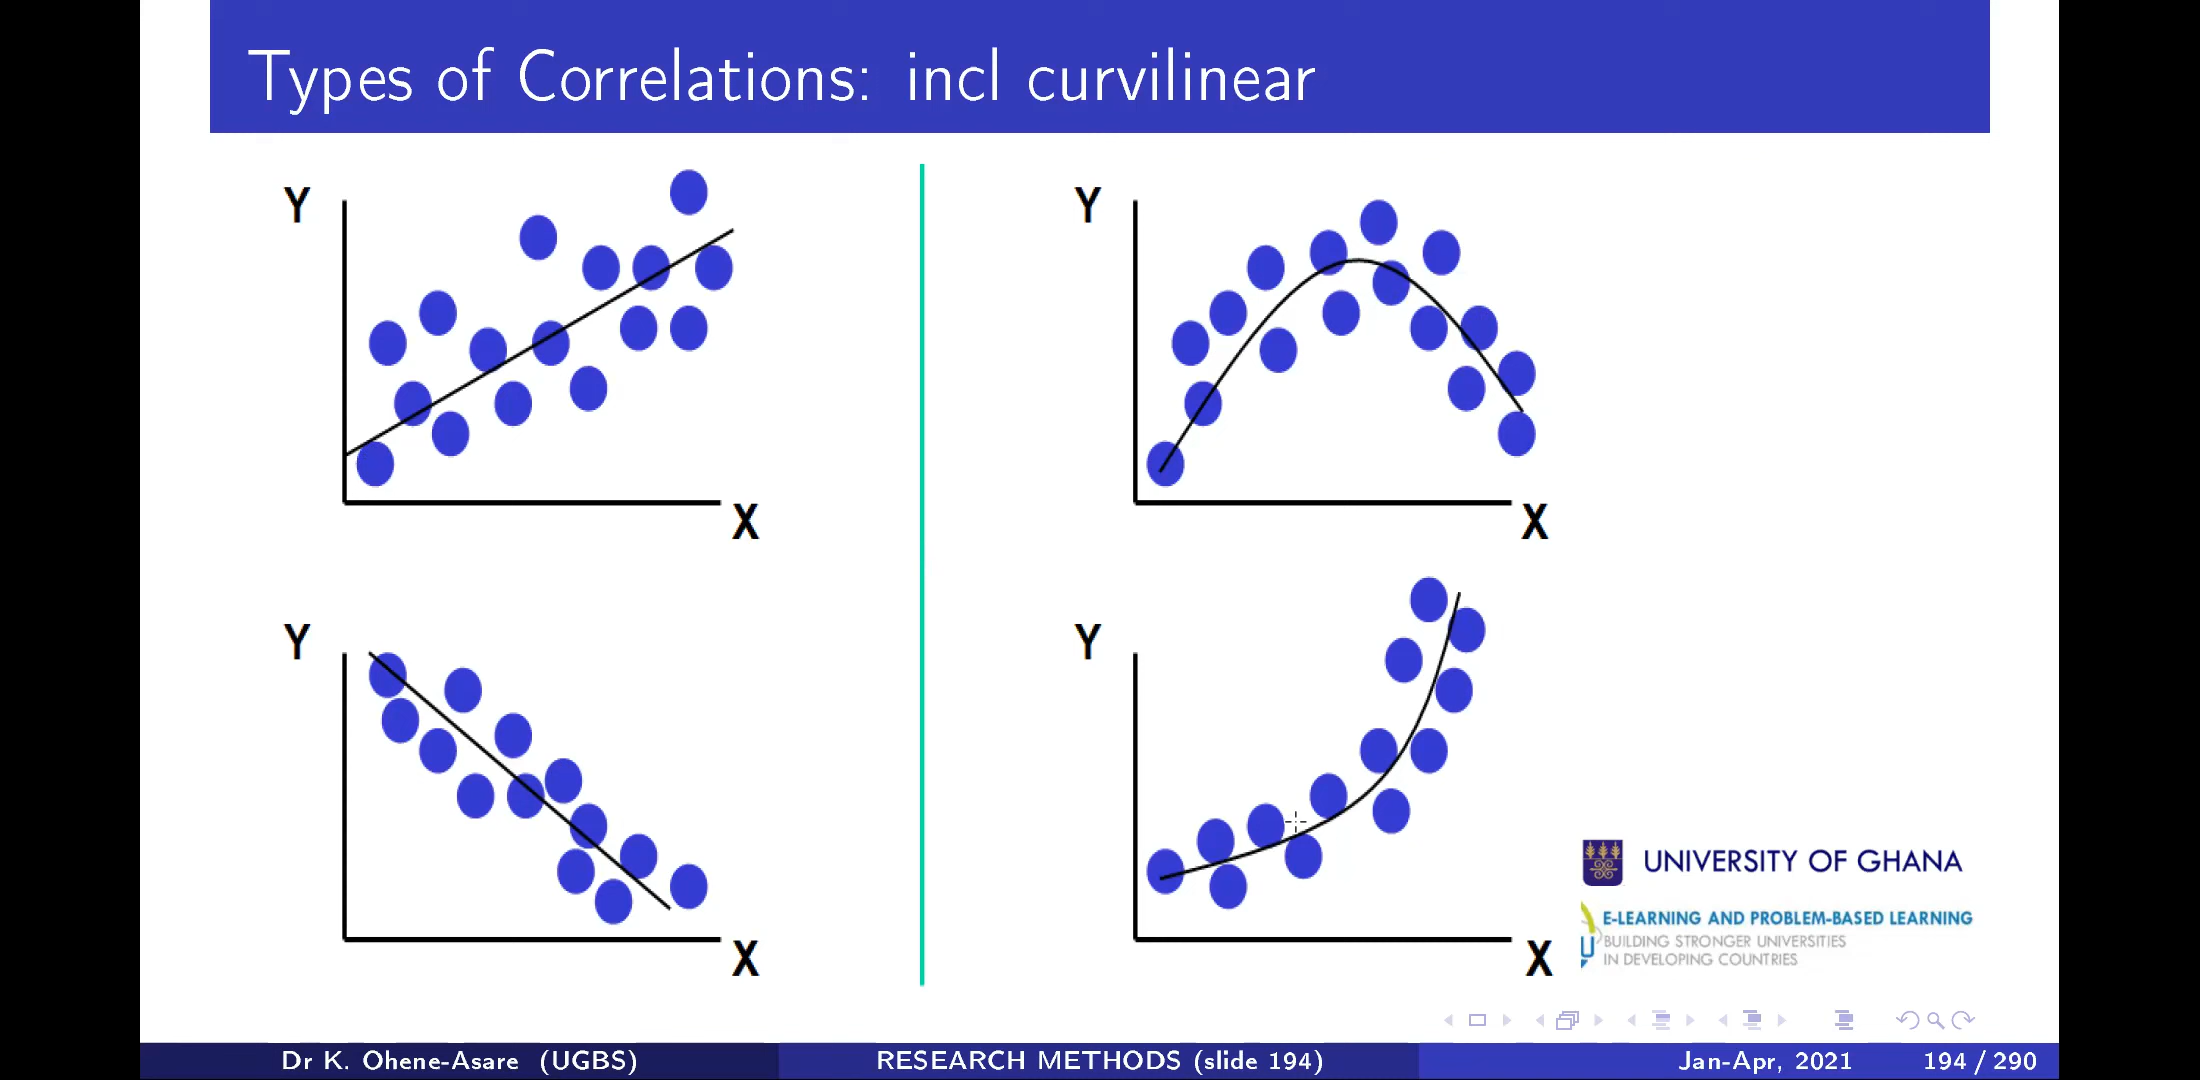 Types of Correlations: incl curvilinear
Y
X
Y
X
Y
X
Y
X
UNIVERSITY OF GHANA
E-LEARNING AND PROBLEM-BASED LEARNING
U BUILDING STRONGER UNIVERSITIES
IN DEVELOPING COUNTRIES
Dr K. Ohene-Asare (UGBS) RESEARCH METHODS (slide 194) Jan-Apr, 2021 194 / 290